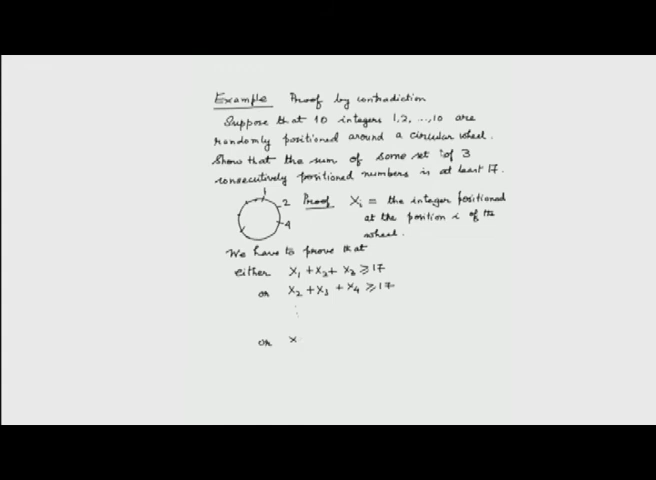 Example Proof by contradiction
Suppose that 10 integers 1,2, ...,10 are
randomly positioned around a circular wheel.
Show that the sum of some set of 3
consecutively positioned numbers is at least 17.
1
2
4
Proof Xi = the integer positioned
at the position i of the
wheel.
We have to prove that
either X1 + X2 + X3 ≥ 17
or X2 + X3 + X4 ≥ 17
⋮
or X